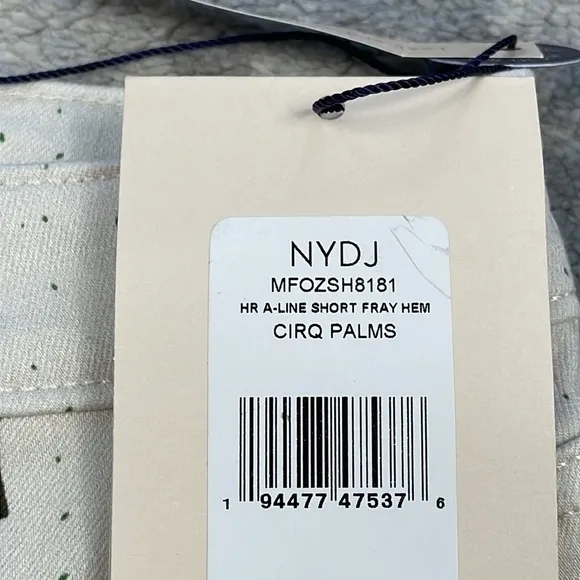 NYDJ
MFOZSH8181
HR A-LINE SHORT FRAY HEM
CIRQ PALMS
1 94477 47537 6